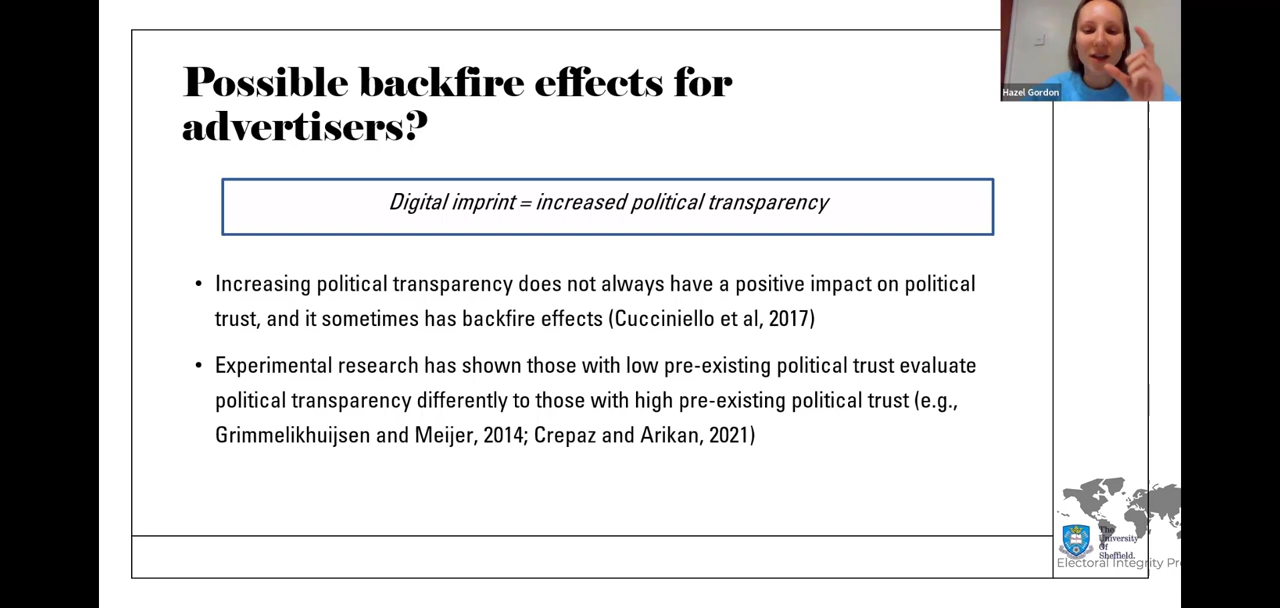 Possible backfire effects for
advertisers?
Hazel Gordon
Digital imprint = increased political transparency
• Increasing political transparency does not always have a positive impact on political
trust, and it sometimes has backfire effects (Cucciniello et al, 2017)
• Experimental research has shown those with low pre-existing political trust evaluate
political transparency differently to those with high pre-existing political trust (e.g.,
Grimmelikhuijsen and Meijer, 2014; Crepaz and Arikan, 2021)
The
University
Of
Sheffield.
Electoral Integrity Pr